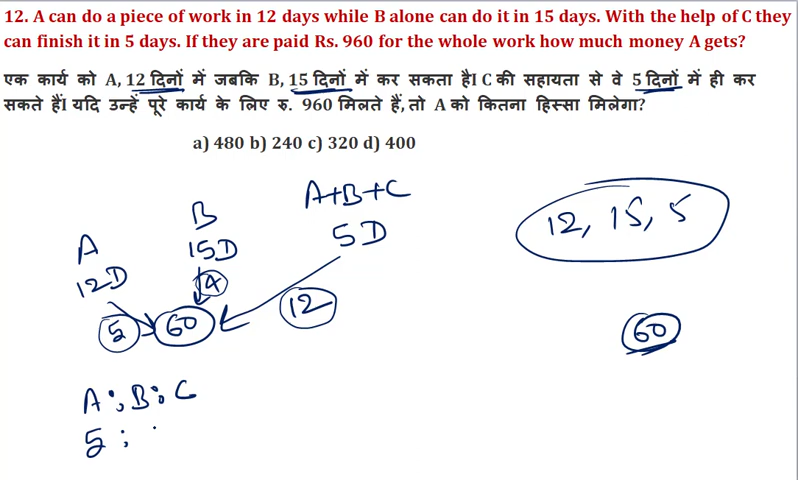 12. A can do a piece of work in 12 days while B alone can do it in 15 days. With the help of C they
can finish it in 5 days. If they are paid Rs. 960 for the whole work how much money A gets?
एक कार्य को A, 12 दिनों में जबकि B, 15 दिनों में कर सकता है। C की सहायता से वे 5 दिनों में ही कर
सकते हैं। यदि उन्हें पूरे कार्य के लिए रु. 960 मिलते हैं, तो A को कितना हिस्सा मिलेगा?
a) 480 b) 240 c) 320 d) 400
A+B+C
B
12, 15, 5
5D
A
15D
12D
4
12
5
60
60
A : B : C
5 :